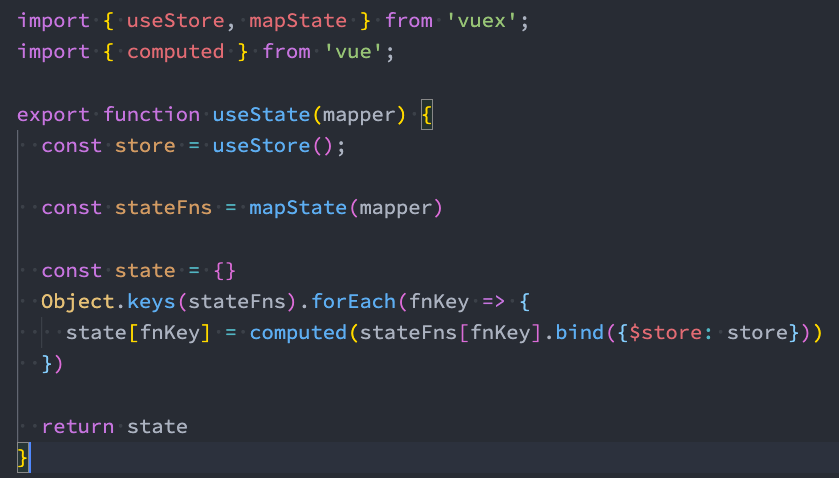 import { useStore, mapState } from 'vuex';
import { computed } from 'vue';

export function useState(mapper) {
  const store = useStore();

  const stateFns = mapState(mapper)

  const state = {}
  Object.keys(stateFns).forEach(fnKey => {
    state[fnKey] = computed(stateFns[fnKey].bind({$store: store}))
  })

  return state
}